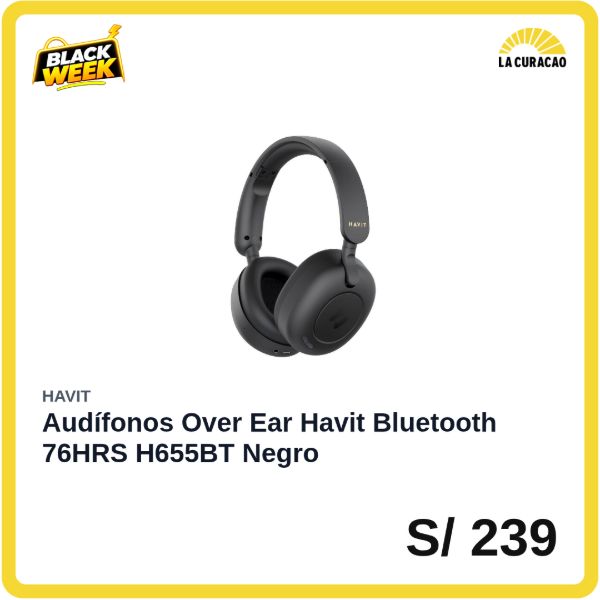 BLACK
WEEK
LA CURACAO
HAVIT
HAVIT
Audífonos Over Ear Havit Bluetooth
76HRS H655BT Negro
S/ 239